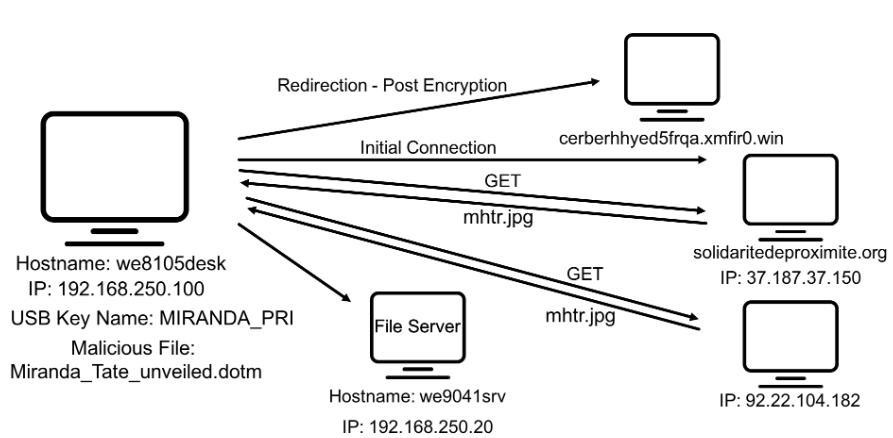 Redirection - Post Encryption
cerberhhyed5frqa.xmfir0.win
Initial Connection
GET
mhtr.jpg
solidaritedeproximite.org
IP: 37.187.37.150
Hostname: we8105desk
IP: 192.168.250.100
USB Key Name: MIRANDA_PRI
Malicious File:
Miranda_Tate_unveiled.dotm
GET
mhtr.jpg
File Server
Hostname: we9041srv
IP: 192.168.250.20
IP: 92.22.104.182